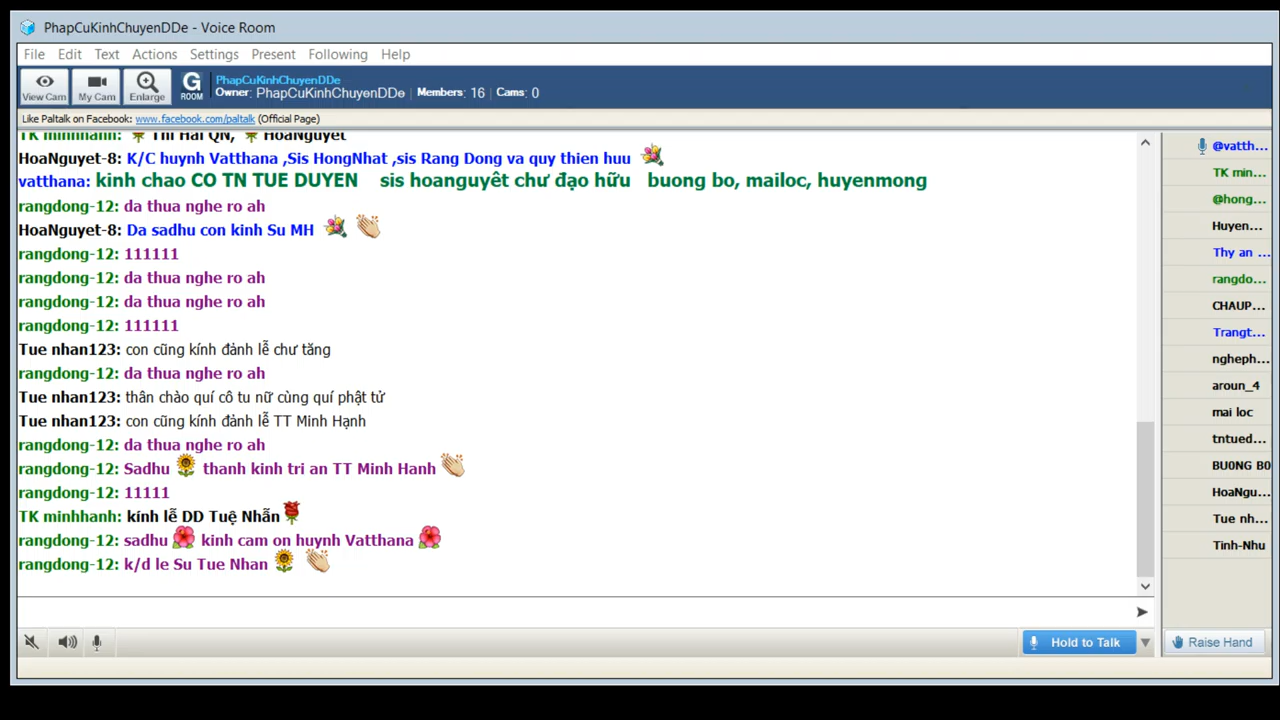 PhapCuKinhChuyenDDe - Voice Room
File Edit Text Actions Settings Present Following Help
View Cam My Cam Enlarge G ROOM PhapCuKinhChuyenDDe
Owner: PhapCuKinhChuyenDDe Members: 16 Cams: 0
Like Paltalk on Facebook: www.facebook.com/paltalk (Official Page)
TK minhhanh: Thi Hai QN, HoaNguyet
HoaNguyet-8: K/C huynh Vatthana ,Sis HongNhat ,sis Rang Dong va quy thien huu
vatthana: kinh chao CO TN TUE DUYEN sis hoanguyêt chư đạo hữu buong bo, mailoc, huyenmong
rangdong-12: da thua nghe ro ah
HoaNguyet-8: Da sadhu con kinh Su MH
rangdong-12: 111111
rangdong-12: da thua nghe ro ah
rangdong-12: da thua nghe ro ah
rangdong-12: 111111
Tue nhan123: con cũng kính đảnh lễ chư tăng
rangdong-12: da thua nghe ro ah
Tue nhan123: thân chào quí cô tu nữ cùng quí phật tử
Tue nhan123: con cũng kính đảnh lễ TT Minh Hạnh
rangdong-12: da thua nghe ro ah
rangdong-12: Sadhu thanh kinh tri an TT Minh Hanh
rangdong-12: 11111
TK minhhanh: kính lễ DD Tuệ Nhẫn
rangdong-12: sadhu kinh cam on huynh Vatthana
rangdong-12: k/d le Su Tue Nhan
@vatth...
TK min...
@hong...
Huyen...
Thy an ...
rangdo...
CHAUP...
Trangt...
ngheph...
aroun_4
mai loc
tntued...
BU0NG B0
HoaNgu...
Tue nh...
Tinh-Nhu
Hold to Talk
Raise Hand